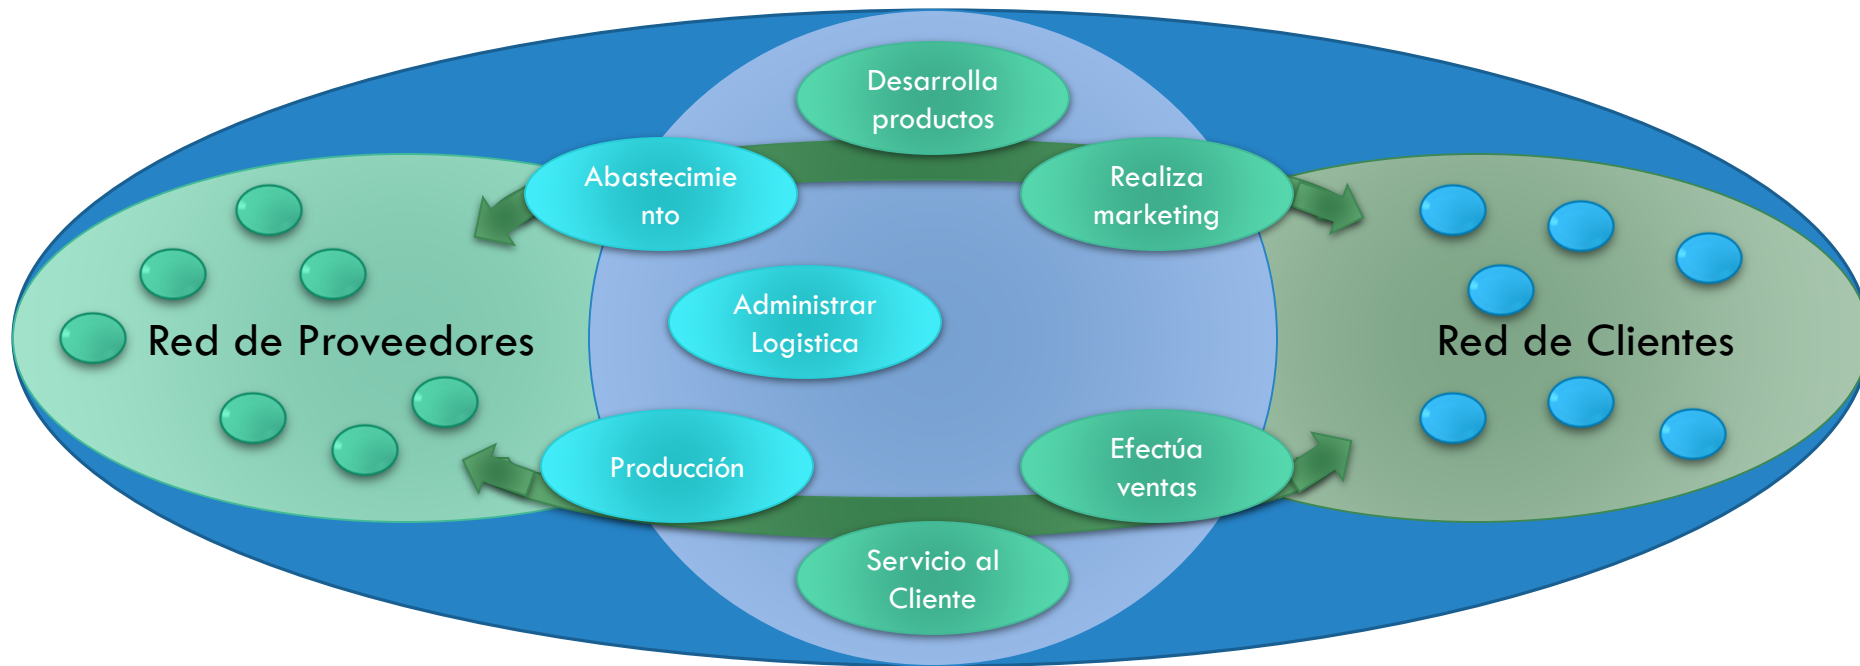 Desarrolla
productos
Abastecimie
nto
Realiza
marketing
Administrar
Logistica
Red de Proveedores
Red de Clientes
Producción
Efectúa
ventas
Servicio al
Cliente